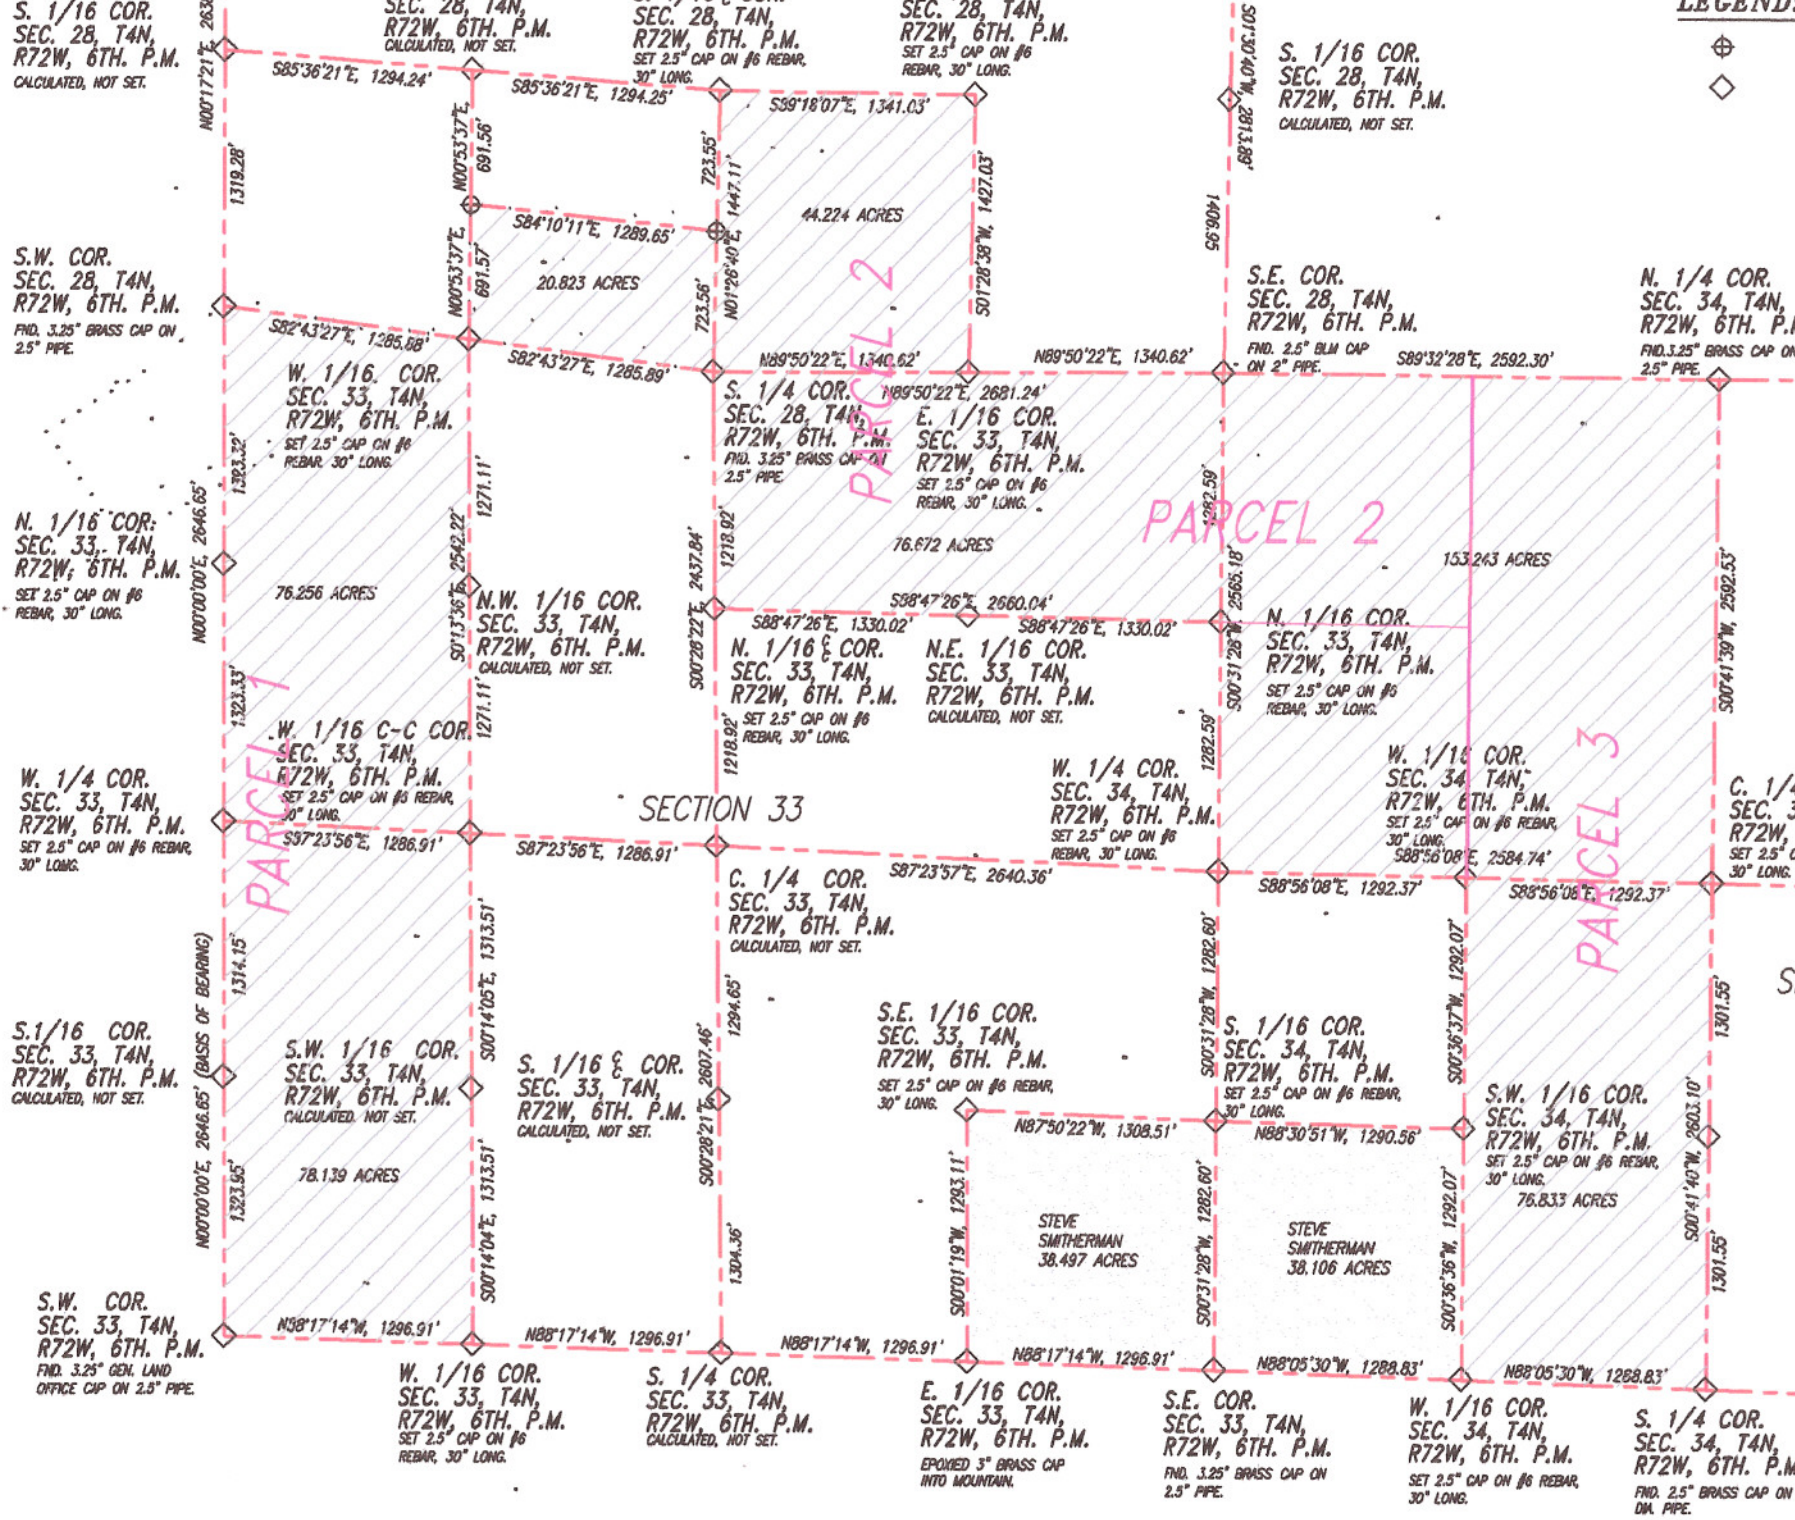 S. 1/16 COR.
SEC. 28, T4N,
R72W, 6TH. P.M.
CALCULATED, NOT SET.
SEC. 28, T4N,
R72W, 6TH. P.M.
CALCULATED, NOT SET.
SEC. 28, T4N,
R72W, 6TH. P.M.
SET 2.5" CAP ON #6 REBAR,
30" LONG.
SEC. 28, T4N,
R72W, 6TH. P.M.
SET 2.5" CAP ON #6
REBAR, 30" LONG.
S. 1/16 COR.
SEC. 28, T4N,
R72W, 6TH. P.M.
CALCULATED, NOT SET.
LEGEND:
N00°17'21"E,
1319.28'
S85°36'21"E, 1294.24'
S85°36'21"E, 1294.25'
S89°18'07"E, 1341.03'
S01°30'40"W, 2813.89'
1406.95
N00°53'37"E,
691.56'
723.55'
1447.11'
N01°26'40"E,
723.56'
44.224 ACRES
S01°28'38"W, 1427.03'
S84°10'11"E, 1289.65'
N00°53'37"E,
691.57'
20.823 ACRES
PARCEL 2
S.W. COR.
SEC. 28, T4N,
R72W, 6TH. P.M.
FND. 3.25" BRASS CAP ON
2.5" PIPE.
S82°43'27"E, 1285.88'
S82°43'27"E, 1285.89'
N89°50'22"E, 1340.62'
N89°50'22"E, 1340.62'
N89°50'22"E, 2681.24'
S.E. COR.
SEC. 28, T4N,
R72W, 6TH. P.M.
FND. 2.5" BLM CAP
ON 2" PIPE.
S89°32'28"E, 2592.30'
N. 1/4 COR.
SEC. 34, T4N,
R72W, 6TH. P.M
FND.3.25" BRASS CAP ON
2.5" PIPE.
W. 1/16 COR.
SEC. 33, T4N,
R72W, 6TH. P.M.
SET 2.5" CAP ON #6
REBAR, 30" LONG.
S. 1/4 COR.
SEC. 28, T4N,
R72W, 6TH. P.M.
FND. 3.25" BRASS CAP ON
2.5" PIPE
E. 1/16 COR.
SEC. 33, T4N,
R72W, 6TH. P.M.
SET 2.5" CAP ON #6
REBAR, 30" LONG.
1323.32'
N00°00'00"E, 2646.65'
1323.33'
1271.11'
S0°13'36"E, 2542.22'
1271.11'
1218.92'
S00°28'22"E, 2437.84'
1218.92'
1282.59'
S00°31'28"W, 2565.18'
1282.59'
S00°41'39"W, 2592.53'
PARCEL 2
76.672 ACRES
153.243 ACRES
N. 1/16 COR.
SEC. 33, T4N,
R72W, 6TH. P.M.
SET 2.5" CAP ON #6
REBAR, 30" LONG.
76.256 ACRES
N.W. 1/16 COR.
SEC. 33, T4N,
R72W, 6TH. P.M.
CALCULATED, NOT SET.
S88°47'26"E, 2660.04'
S88°47'26"E, 1330.02'
S88°47'26"E, 1330.02'
N. 1/16 C-C COR.
SEC. 33, T4N,
R72W, 6TH. P.M.
SET 2.5" CAP ON #6
REBAR, 30" LONG.
N.E. 1/16 COR.
SEC. 33, T4N,
R72W, 6TH. P.M.
CALCULATED, NOT SET.
N. 1/16 COR.
SEC. 33, T4N,
R72W, 6TH. P.M.
SET 2.5" CAP ON #6
REBAR, 30" LONG.
PARCEL 1
W. 1/16 C-C COR.
SEC. 33, T4N,
R72W, 6TH. P.M.
SET 2.5" CAP ON #6 REBAR,
30" LONG.
W. 1/4 COR.
SEC. 33, T4N,
R72W, 6TH. P.M.
SET 2.5" CAP ON #6 REBAR,
30" LONG.
SECTION 33
W. 1/4 COR.
SEC. 34, T4N,
R72W, 6TH. P.M.
SET 2.5" CAP ON #6
REBAR, 30" LONG.
W. 1/16 COR.
SEC. 34, T4N,
R72W, 6TH. P.M.
SET 2.5" CAP ON #6 REBAR,
30" LONG.
PARCEL 3
C. 1/4
R72W,
SET 2.5"
30" LONG.
S87°23'56"E, 1286.91'
S87°23'56"E, 1286.91'
S87°23'57"E, 2640.36'
S88°56'08"E, 2584.74'
S88°56'08"E, 1292.37'
S88°56'08"E, 1292.37'
C. 1/4 COR.
SEC. 33, T4N,
R72W, 6TH. P.M.
CALCULATED, NOT SET.
1314.15'
N00°00'00"E, 2646.65' (BASIS OF BEARING)
1323.95'
S00°14'05"E, 1313.51'
S00°14'04"E, 1313.51'
1294.65'
S00°28'21"E, 2607.46'
1304.36'
S00°31'28"W, 1282.60'
S00°36'37"W, 1292.07'
1301.55'
S00°41'40"W, 2603.10'
1301.55'
S.1/16 COR.
SEC. 33, T4N,
R72W, 6TH. P.M.
CALCULATED, NOT SET.
S.W. 1/16 COR.
SEC. 33, T4N,
R72W, 6TH. P.M.
CALCULATED, NOT SET.
S. 1/16 C-C COR.
SEC. 33, T4N,
R72W, 6TH. P.M.
CALCULATED, NOT SET.
S.E. 1/16 COR.
SEC. 33, T4N,
R72W, 6TH. P.M.
SET 2.5" CAP ON #6 REBAR,
30" LONG.
S. 1/16 COR.
SEC. 34, T4N,
R72W, 6TH. P.M.
SET 2.5" CAP ON #6 REBAR,
30" LONG.
S.W. 1/16 COR.
SEC. 34, T4N,
R72W, 6TH. P.M.
SET 2.5" CAP ON #6 REBAR,
30" LONG.
76.833 ACRES
N87°50'22"W, 1308.51'
N88°30'51"W, 1290.56'
78.139 ACRES
S00°01'19"W, 1293.11'
STEVE
SMITHERMAN
38.497 ACRES
S00°31'28"W, 1282.60'
STEVE
SMITHERMAN
38.106 ACRES
S00°36'36"W, 1292.07'
S.W. COR.
SEC. 33, T4N,
R72W, 6TH. P.M.
FND. 3.25" GEN. LAND
OFFICE CAP ON 2.5" PIPE.
N88°17'14"W, 1296.91'
N88°17'14"W, 1296.91'
N88°17'14"W, 1296.91'
N88°17'14"W, 1296.91'
N88°05'30"W, 1288.83'
N88°05'30"W, 1288.83'
W. 1/16 COR.
SEC. 33, T4N,
R72W, 6TH. P.M.
SET 2.5" CAP ON #6
REBAR, 30" LONG.
S. 1/4 COR.
SEC. 33, T4N,
R72W, 6TH. P.M.
CALCULATED, NOT SET.
E. 1/16 COR.
SEC. 33, T4N,
R72W, 6TH. P.M.
EPOXIED 3" BRASS CAP
INTO MOUNTAIN.
S.E. COR.
SEC. 33, T4N,
R72W, 6TH. P.M.
FND. 3.25" BRASS CAP ON
2.5" PIPE.
W. 1/16 COR.
SEC. 34, T4N,
R72W, 6TH. P.M.
SET 2.5" CAP ON #6 REBAR,
30" LONG.
S. 1/4 COR.
SEC. 34, T4N,
R72W, 6TH. P.M
FND. 2.5" BRASS CAP ON
DIA. PIPE.